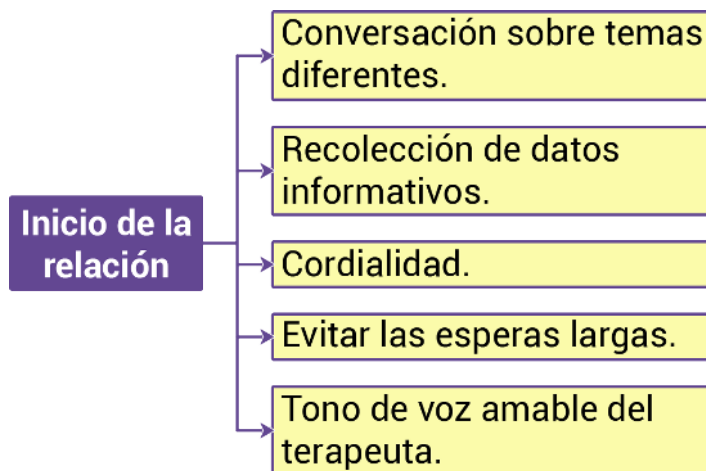 Conversación sobre temas
diferentes.
Recolección de datos
informativos.
Inicio de la
relación
Cordialidad.
Evitar las esperas largas.
Tono de voz amable del
terapeuta.